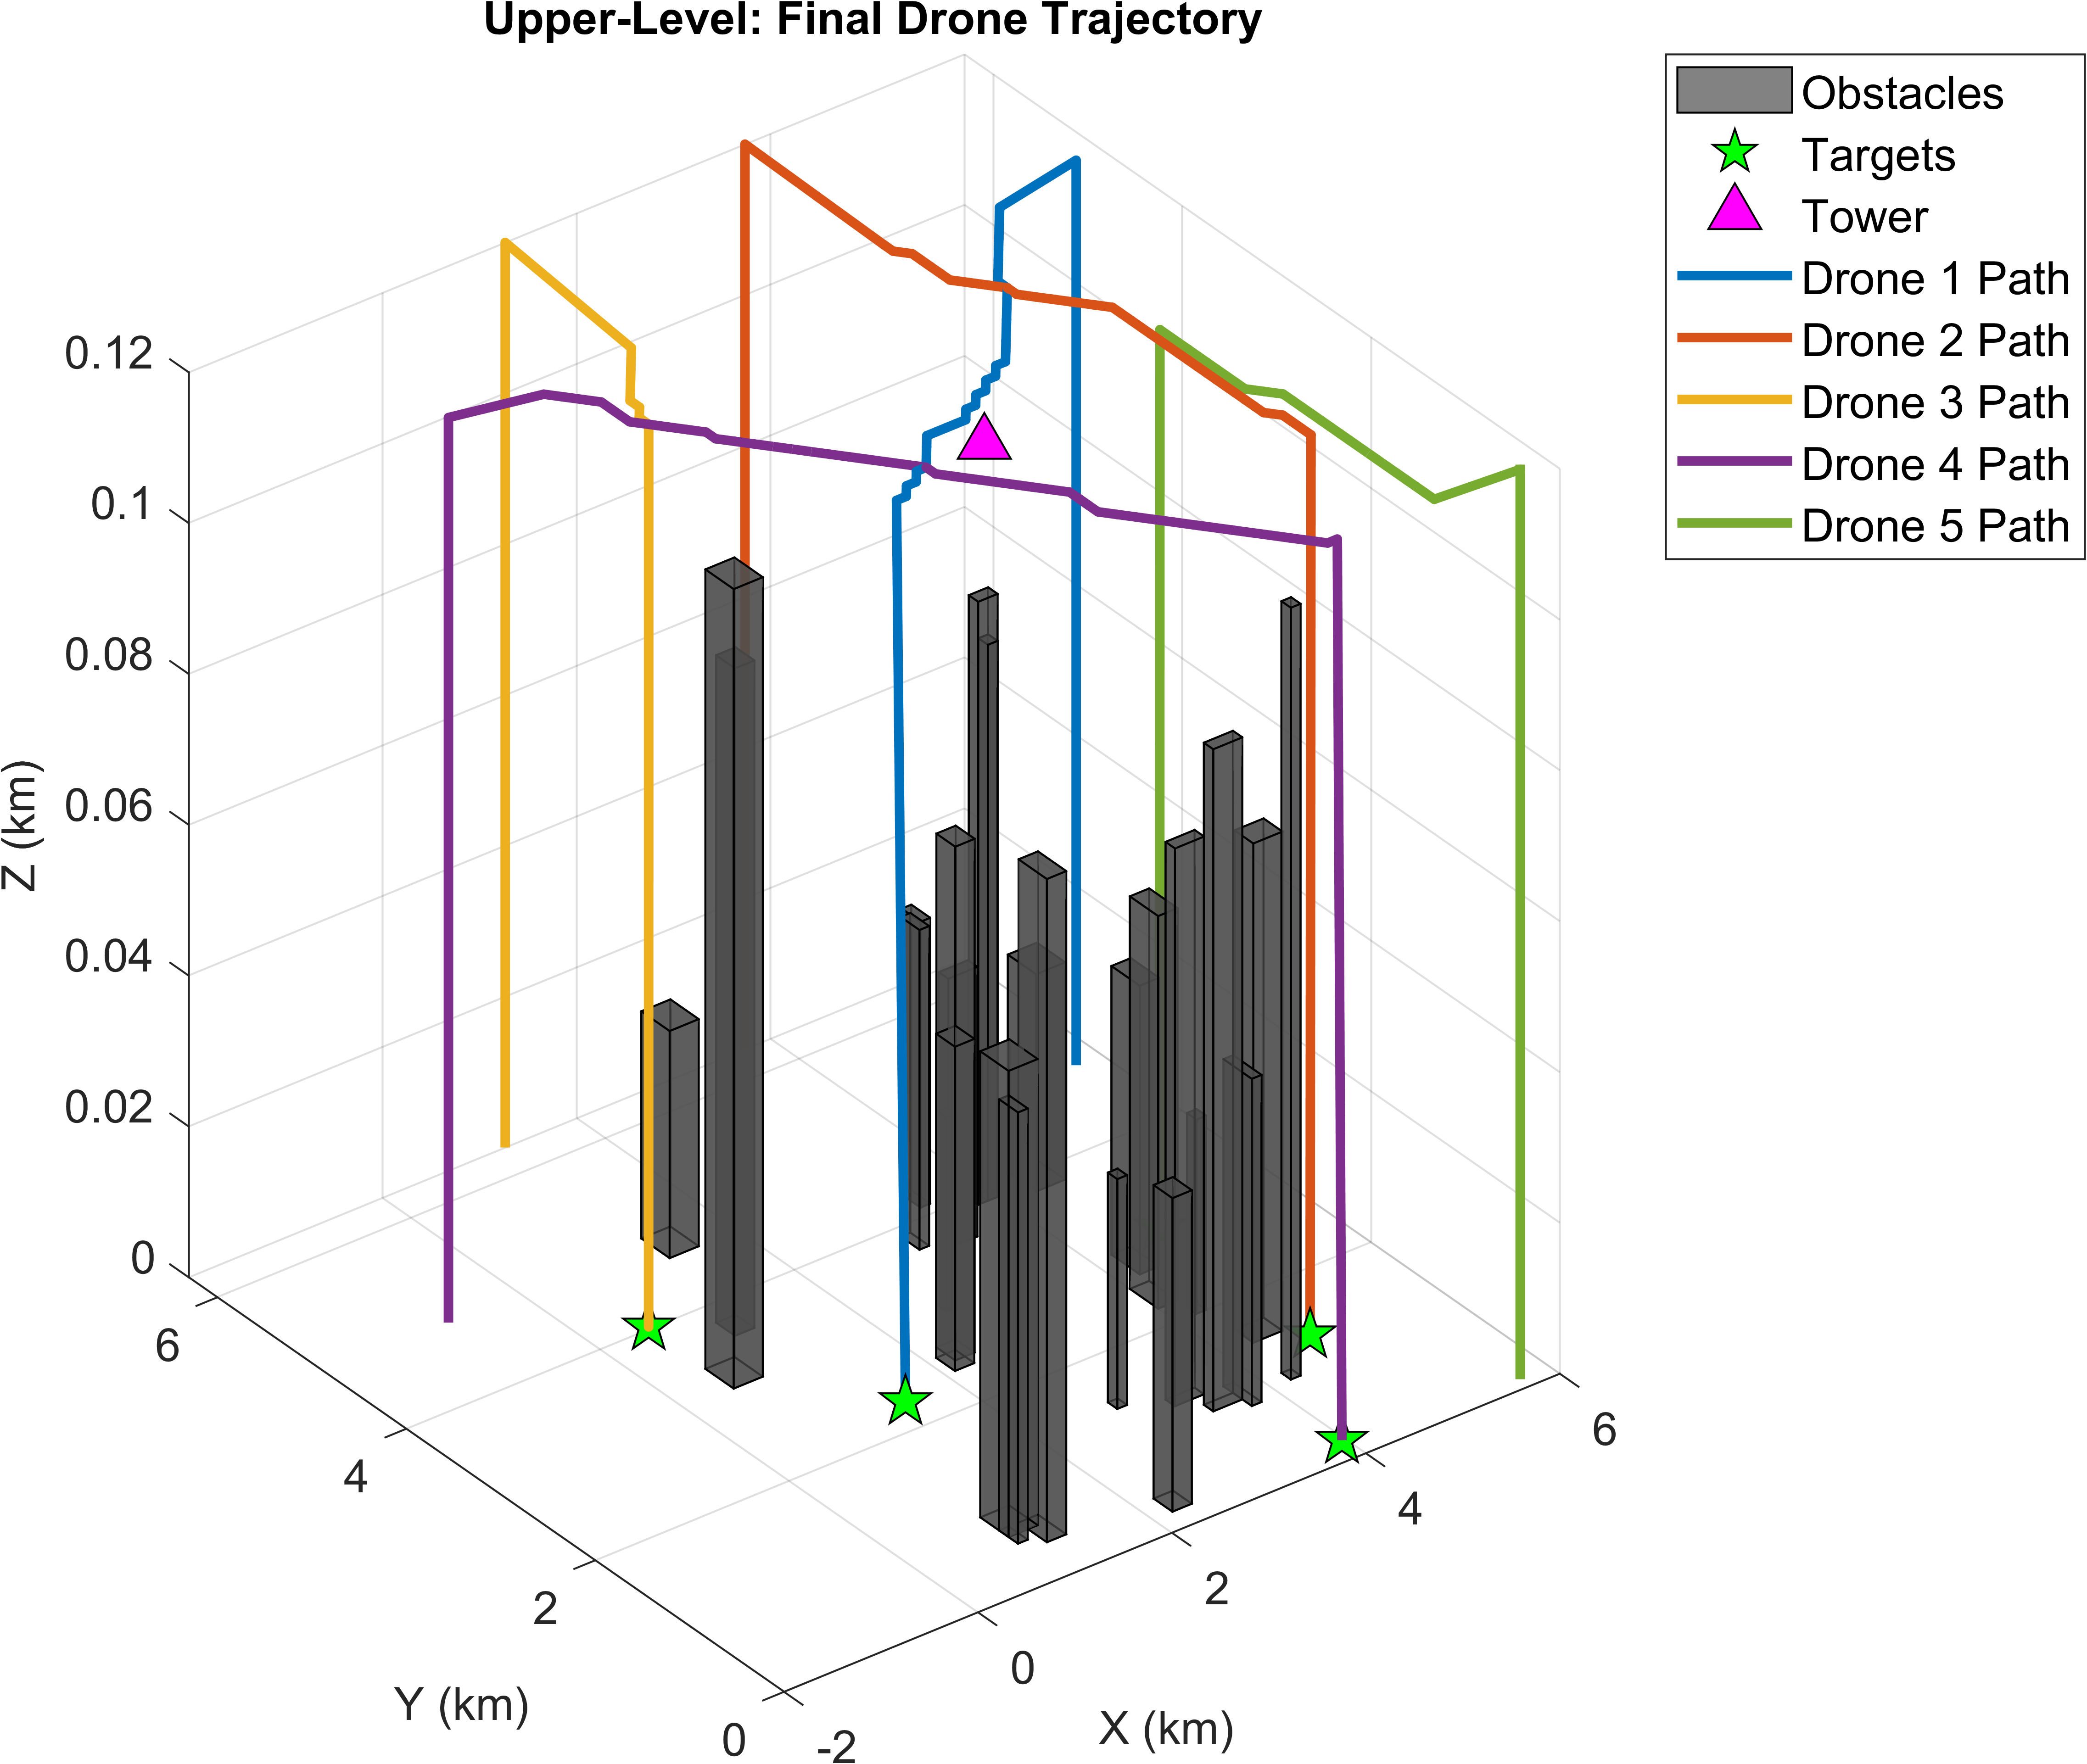 Upper-Level: Final Drone Trajectory
Obstacles
Targets
Tower
Drone 1 Path
Drone 2 Path
Drone 3 Path
Drone 4 Path
Drone 5 Path
0.12
0.1
0.08
0.06
0.04
0.02
0
Z (km)
6
4
2
0
Y (km)
-2
0
2
4
6
X (km)